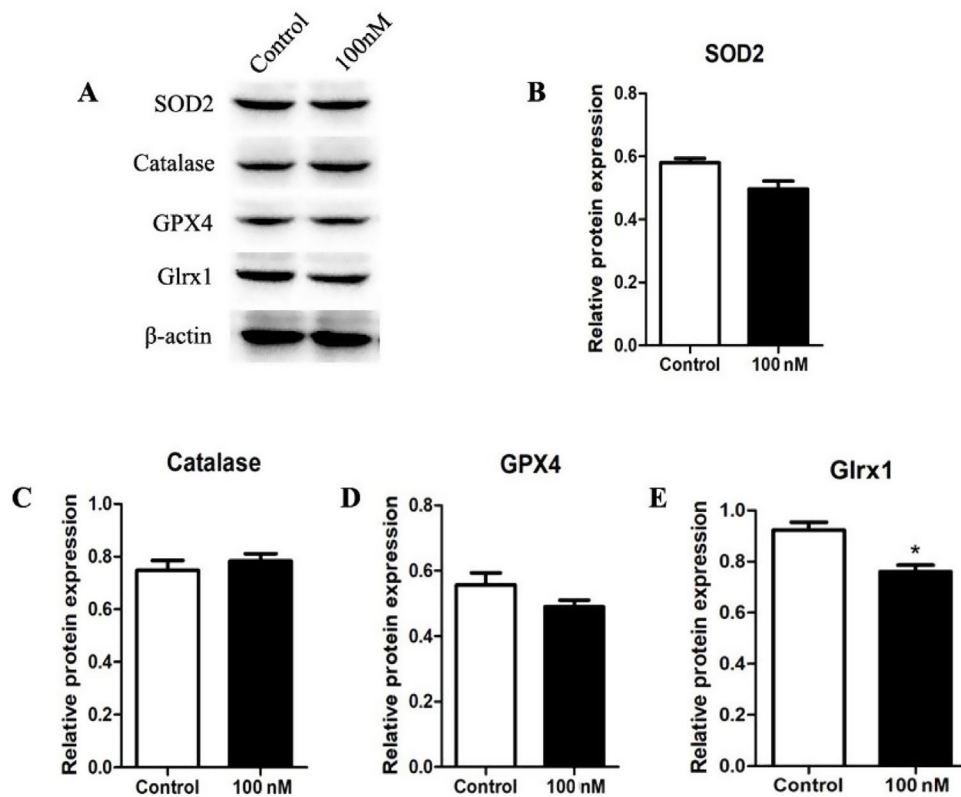 Control 100nM
A
SOD2
Catalase
GPX4
Glrx1
β-actin
B
SOD2
Relative protein expression
0.8
0.6
0.4
0.2
0.0
Control 100 nM
C
Catalase
Relative protein expression
1.0
0.8
0.6
0.4
0.2
0.0
Control 100 nM
D
GPX4
Relative protein expression
0.8
0.6
0.4
0.2
0.0
Control 100 nM
E
Glrx1
Relative protein expression
1.0
0.8
0.6
0.4
0.2
0.0
*
Control 100 nM